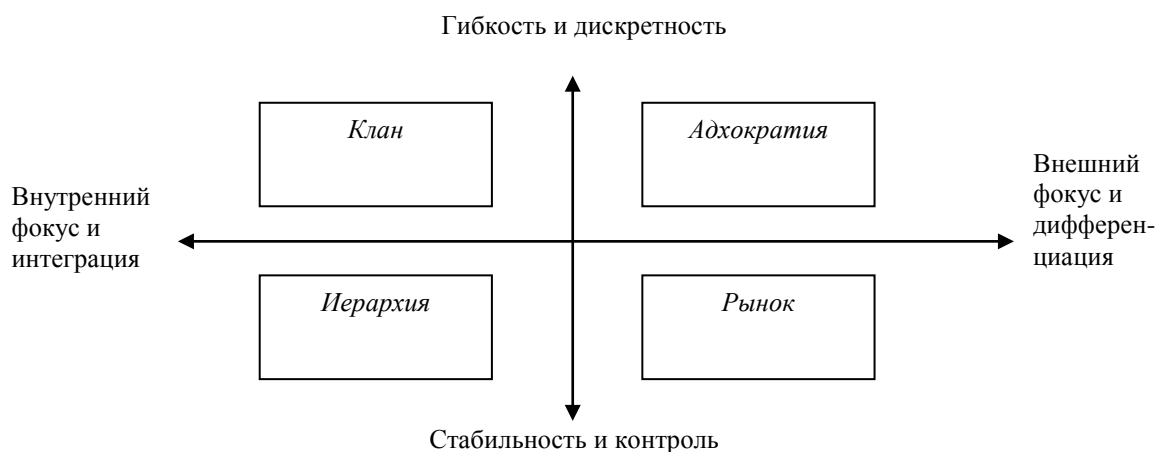 Гибкость и дискретность
Клан
Адхократия
Внутренний
фокус и
интеграция
Внешний
фокус и
дифферен-
циация
Иерархия
Рынок
Стабильность и контроль